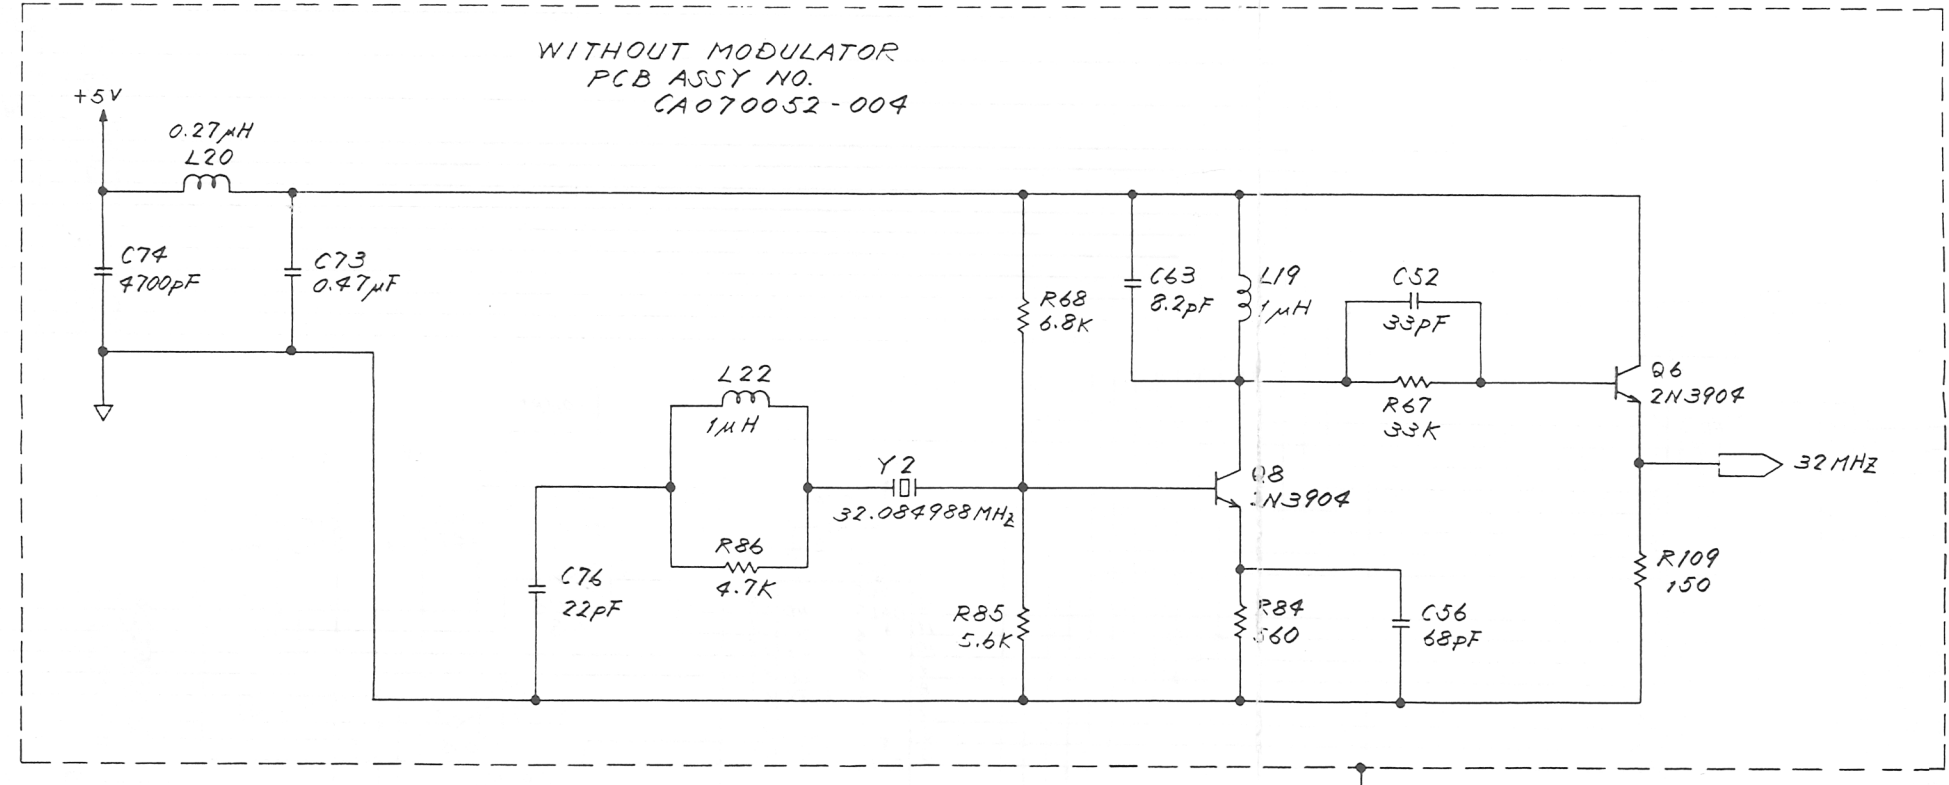 WITHOUT MODULATOR
PCB ASSY NO.
CA070052-004
+5V
0.27μH
L20
C74
4700pF
C73
0.47μF
R68
6.8K
C63
8.2pF
L19
1μH
C52
33pF
R67
33K
Q6
2N3904
L22
1μH
Y2
32.084988MHz
Q8
2N3904
32MHZ
R86
4.7K
C76
22pF
R85
5.6K
R84
560
C56
68pF
R109
150